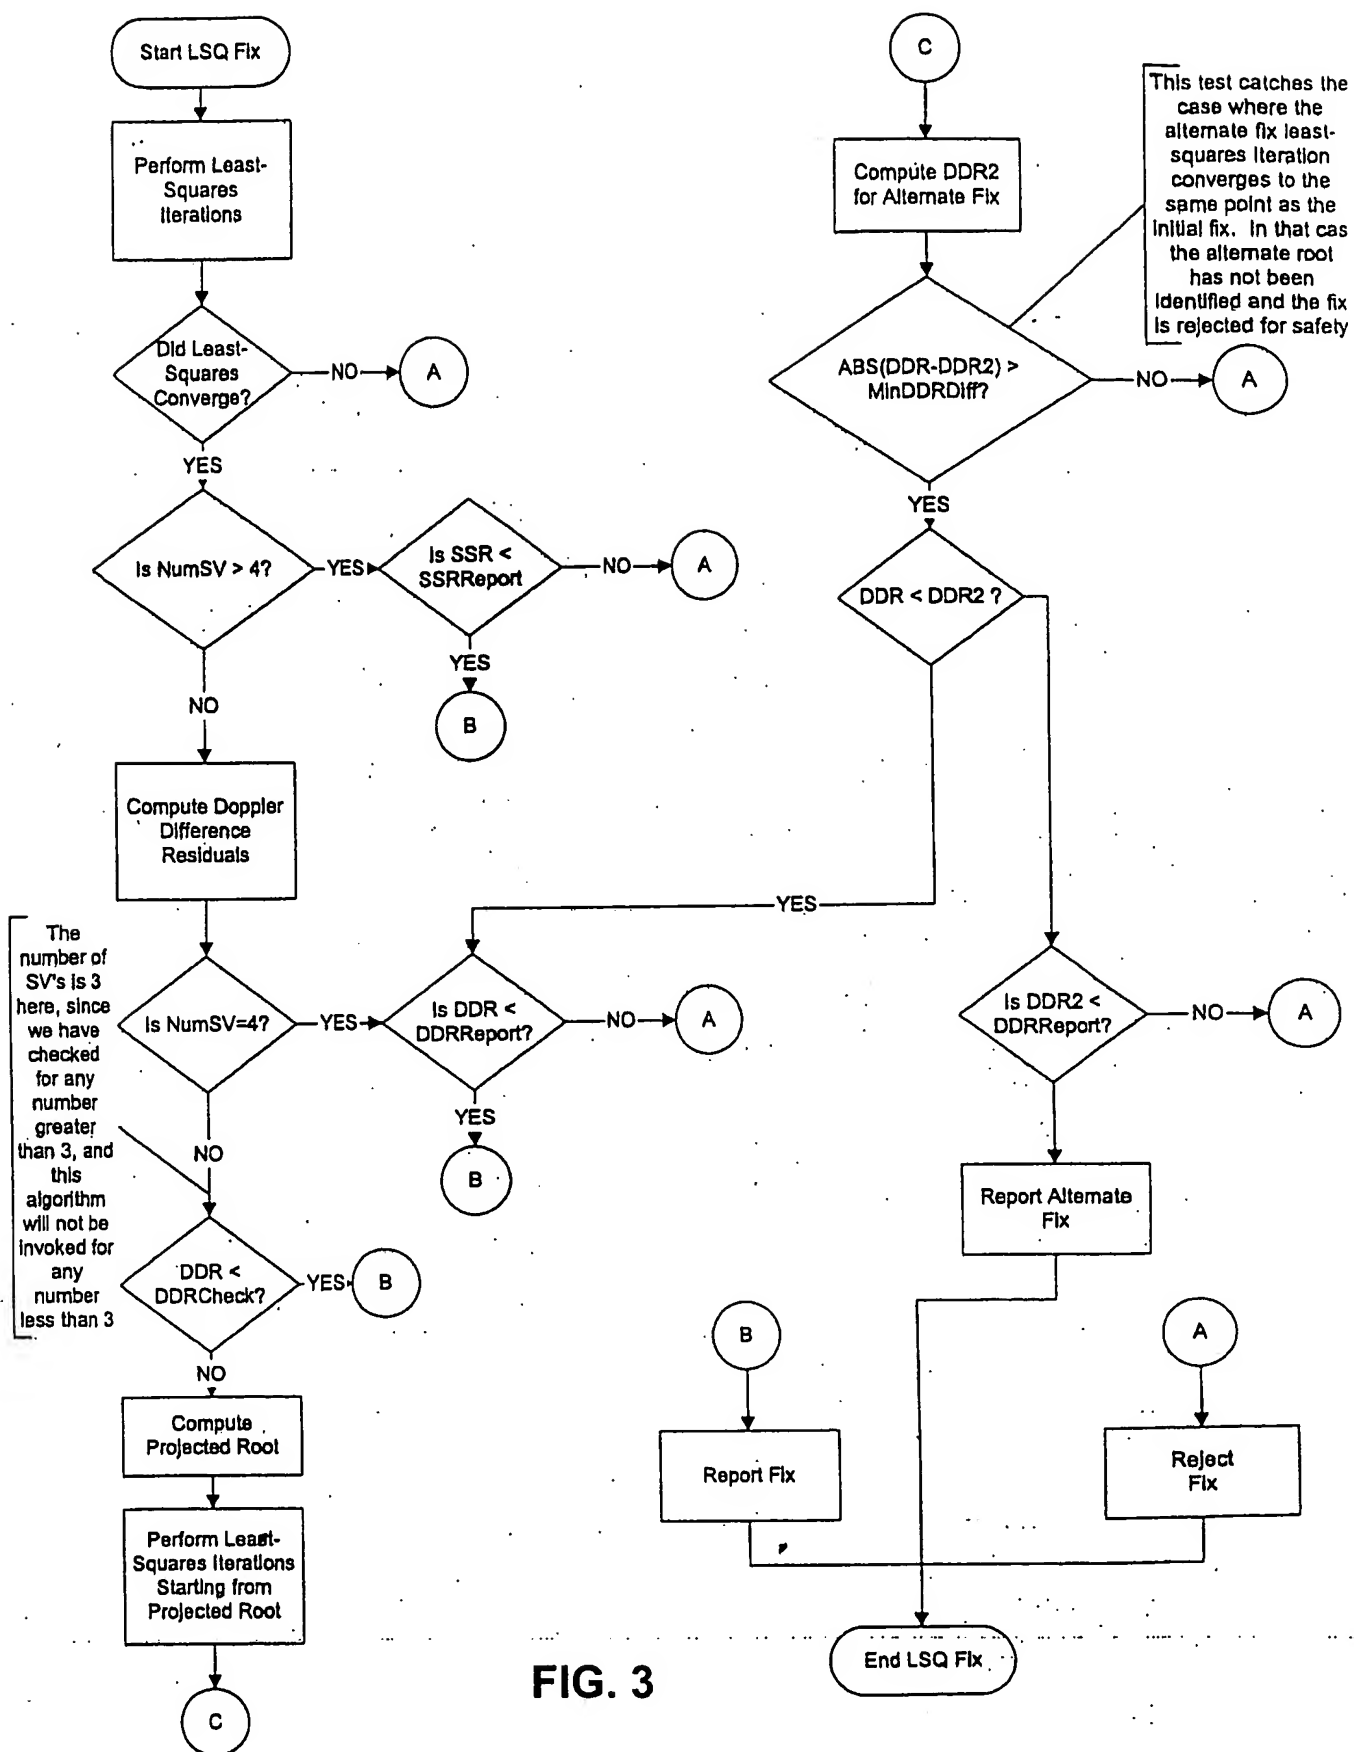 Start LSQ Fix
Perform Least-
Squares
Iterations
Did Least-
Squares
Converge?
NO
A
YES
Is NumSV > 4?
YES
Is SSR <
SSRReport
NO
A
YES
B
NO
Compute Doppler
Difference
Residuals
The
number of
SV's is 3
here, since
we have
checked
for any
number
greater
than 3, and
this
algorithm
will not be
invoked for
any
number
less than 3
Is NumSV=4?
YES
Is DDR <
DDRReport?
NO
A
YES
B
NO
DDR <
DDRCheck?
YES
B
NO
Compute
Projected Root
Perform Least-
Squares Iterations
Starting from
Projected Root
C
C
Compute DDR2
for Alternate Fix
This test catches the
case where the
alternate fix least-
squares iteration
converges to the
same point as the
initial fix. In that cas
the alternate root
has not been
identified and the fix
is rejected for safety
ABS(DDR-DDR2) >
MinDDRDiff?
NO
A
YES
DDR < DDR2 ?
YES
Is DDR2 <
DDRReport?
NO
A
Report Alternate
Fix
B
Report Fix
A
Reject
Fix
End LSQ Fix
FIG. 3